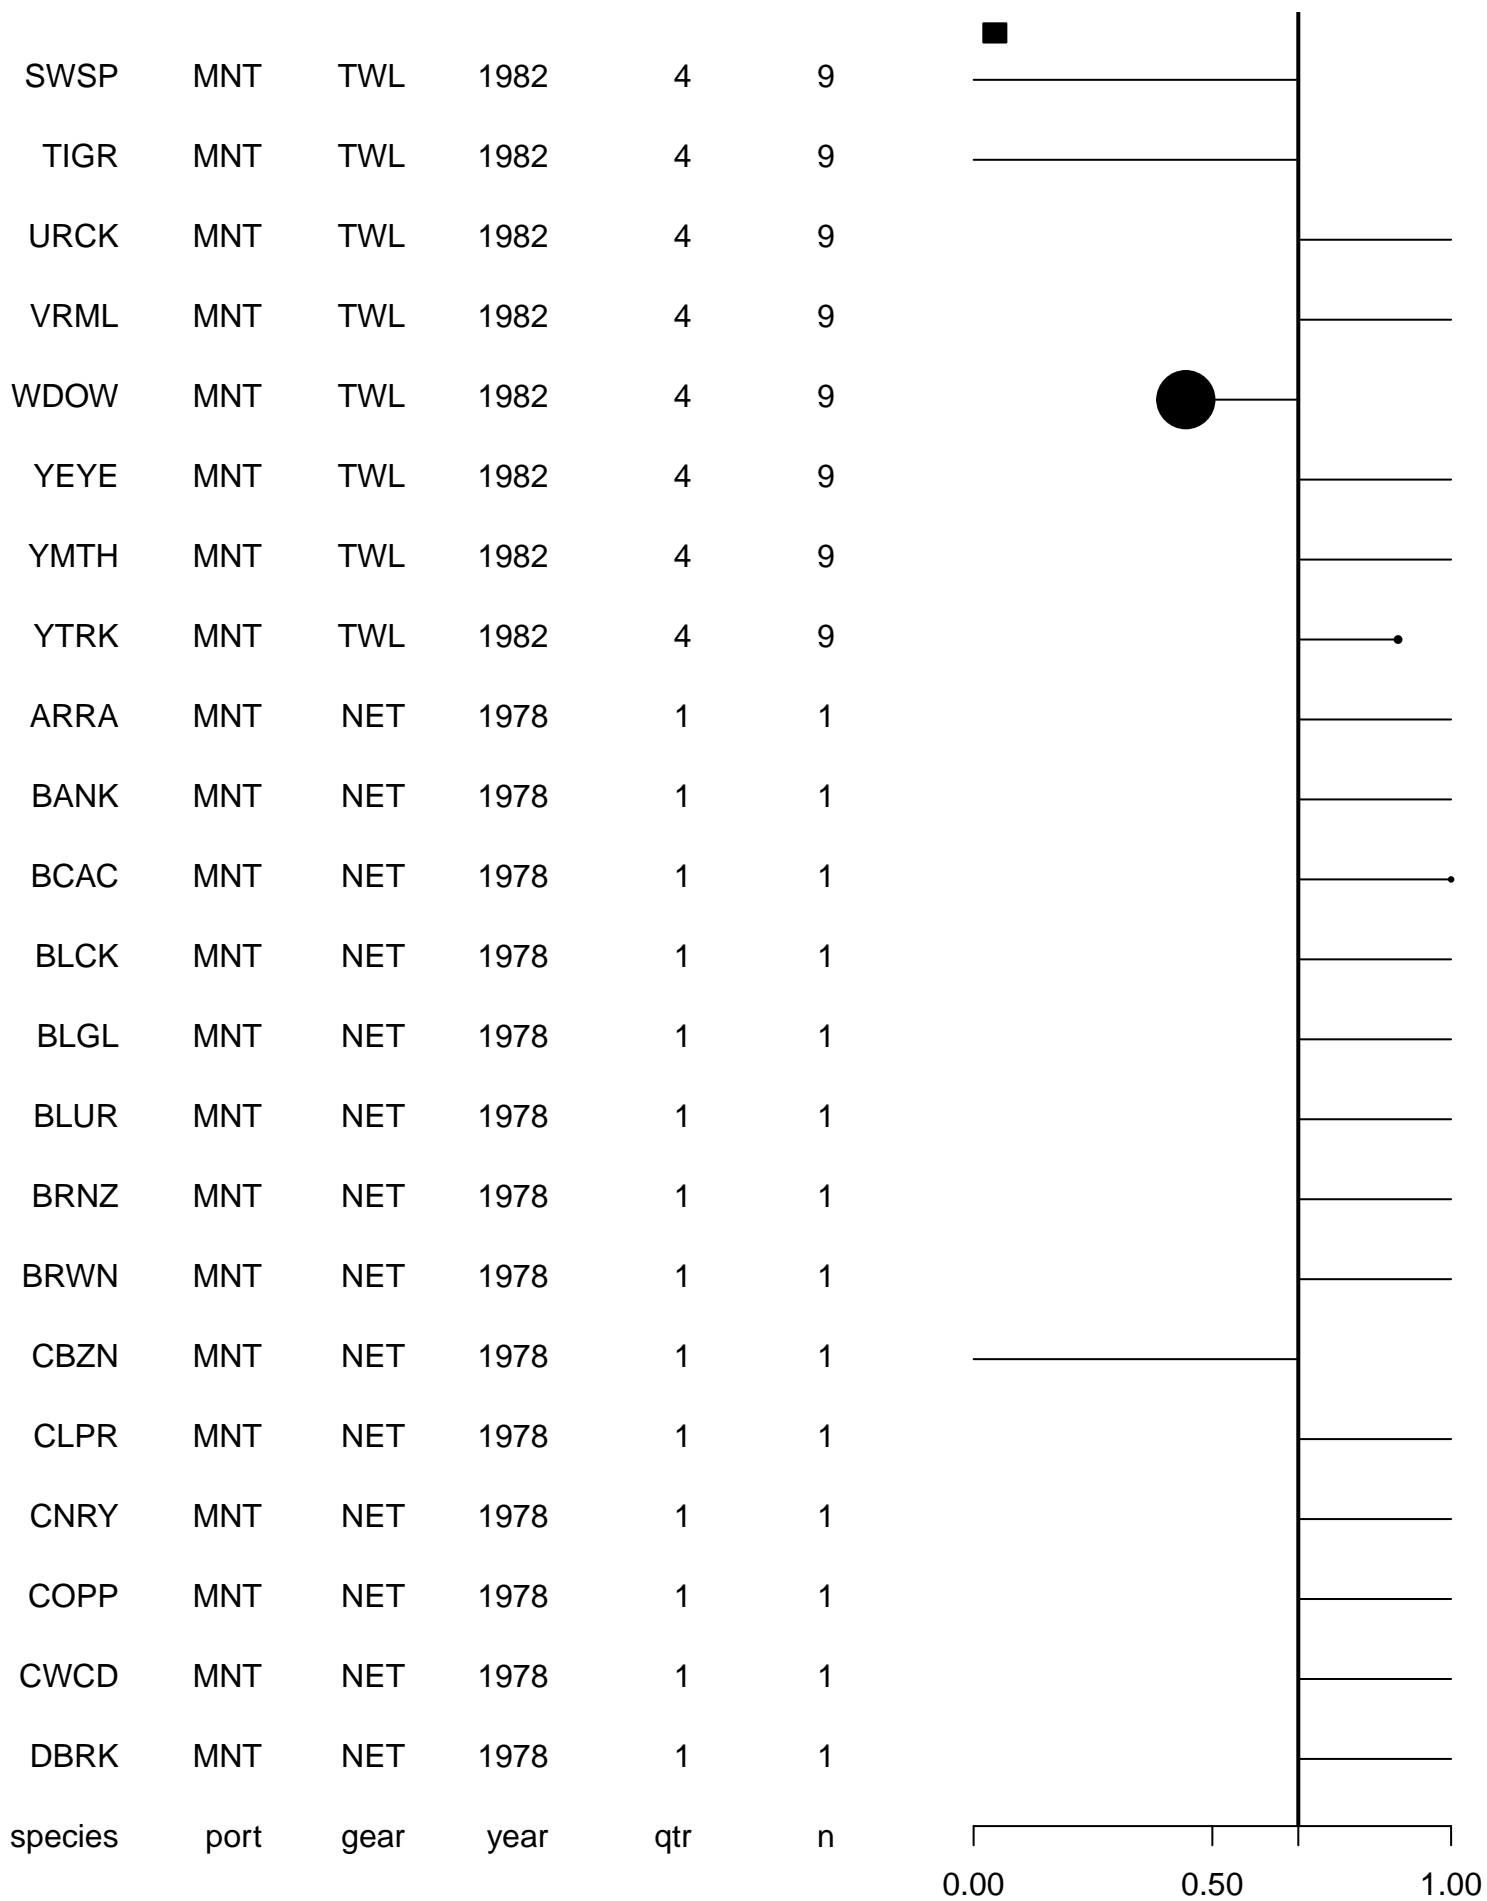 SWSP MNT TWL 1982 4 9
TIGR MNT TWL 1982 4 9
URCK MNT TWL 1982 4 9
VRML MNT TWL 1982 4 9
WDOW MNT TWL 1982 4 9
YEYE MNT TWL 1982 4 9
YMTH MNT TWL 1982 4 9
YTRK MNT TWL 1982 4 9
ARRA MNT NET 1978 1 1
BANK MNT NET 1978 1 1
BCAC MNT NET 1978 1 1
BLCK MNT NET 1978 1 1
BLGL MNT NET 1978 1 1
BLUR MNT NET 1978 1 1
BRNZ MNT NET 1978 1 1
BRWN MNT NET 1978 1 1
CBZN MNT NET 1978 1 1
CLPR MNT NET 1978 1 1
CNRY MNT NET 1978 1 1
COPP MNT NET 1978 1 1
CWCD MNT NET 1978 1 1
DBRK MNT NET 1978 1 1
species port gear year qtr n
0.00 0.50 1.00